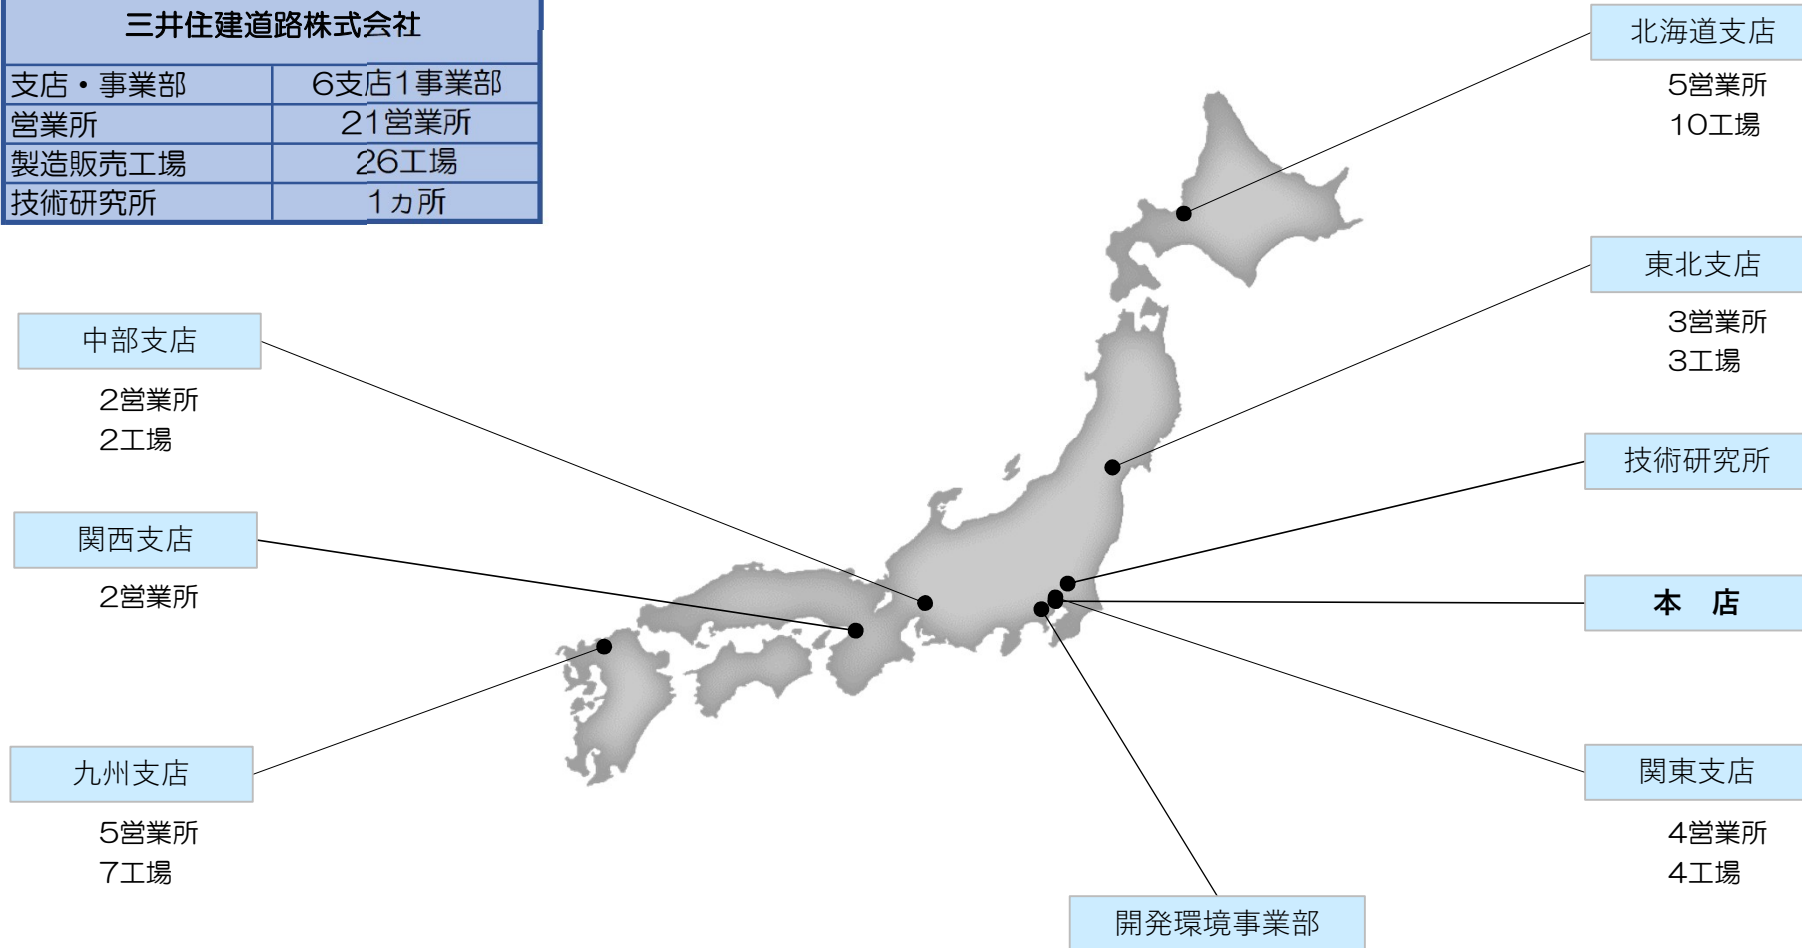 三井住建道路株式会社
支店・事業部 6支店1事業部
営業所 21営業所
製造販売工場 26工場
技術研究所 1ヵ所
北海道支店
5営業所
10工場
東北支店
3営業所
3工場
技術研究所
本 店
関東支店
4営業所
4工場
開発環境事業部
中部支店
2営業所
2工場
関西支店
2営業所
九州支店
5営業所
7工場